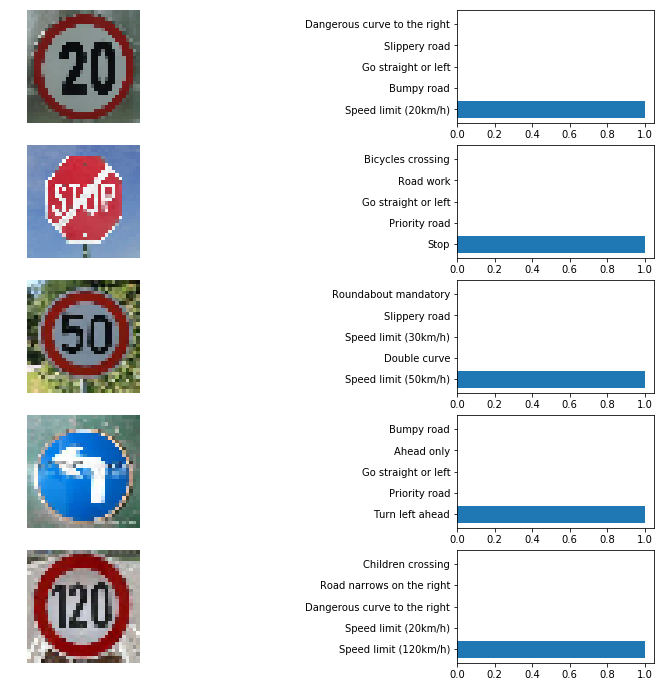 20
Dangerous curve to the right
Slippery road
Go straight or left
Bumpy road
Speed limit (20km/h)
0.0 0.2 0.4 0.6 0.8 1.0
STOP
Bicycles crossing
Road work
Go straight or left
Priority road
Stop
0.0 0.2 0.4 0.6 0.8 1.0
50
Roundabout mandatory
Slippery road
Speed limit (30km/h)
Double curve
Speed limit (50km/h)
0.0 0.2 0.4 0.6 0.8 1.0
Bumpy road
Ahead only
Go straight or left
Priority road
Turn left ahead
0.0 0.2 0.4 0.6 0.8 1.0
120
Children crossing
Road narrows on the right
Dangerous curve to the right
Speed limit (20km/h)
Speed limit (120km/h)
0.0 0.2 0.4 0.6 0.8 1.0